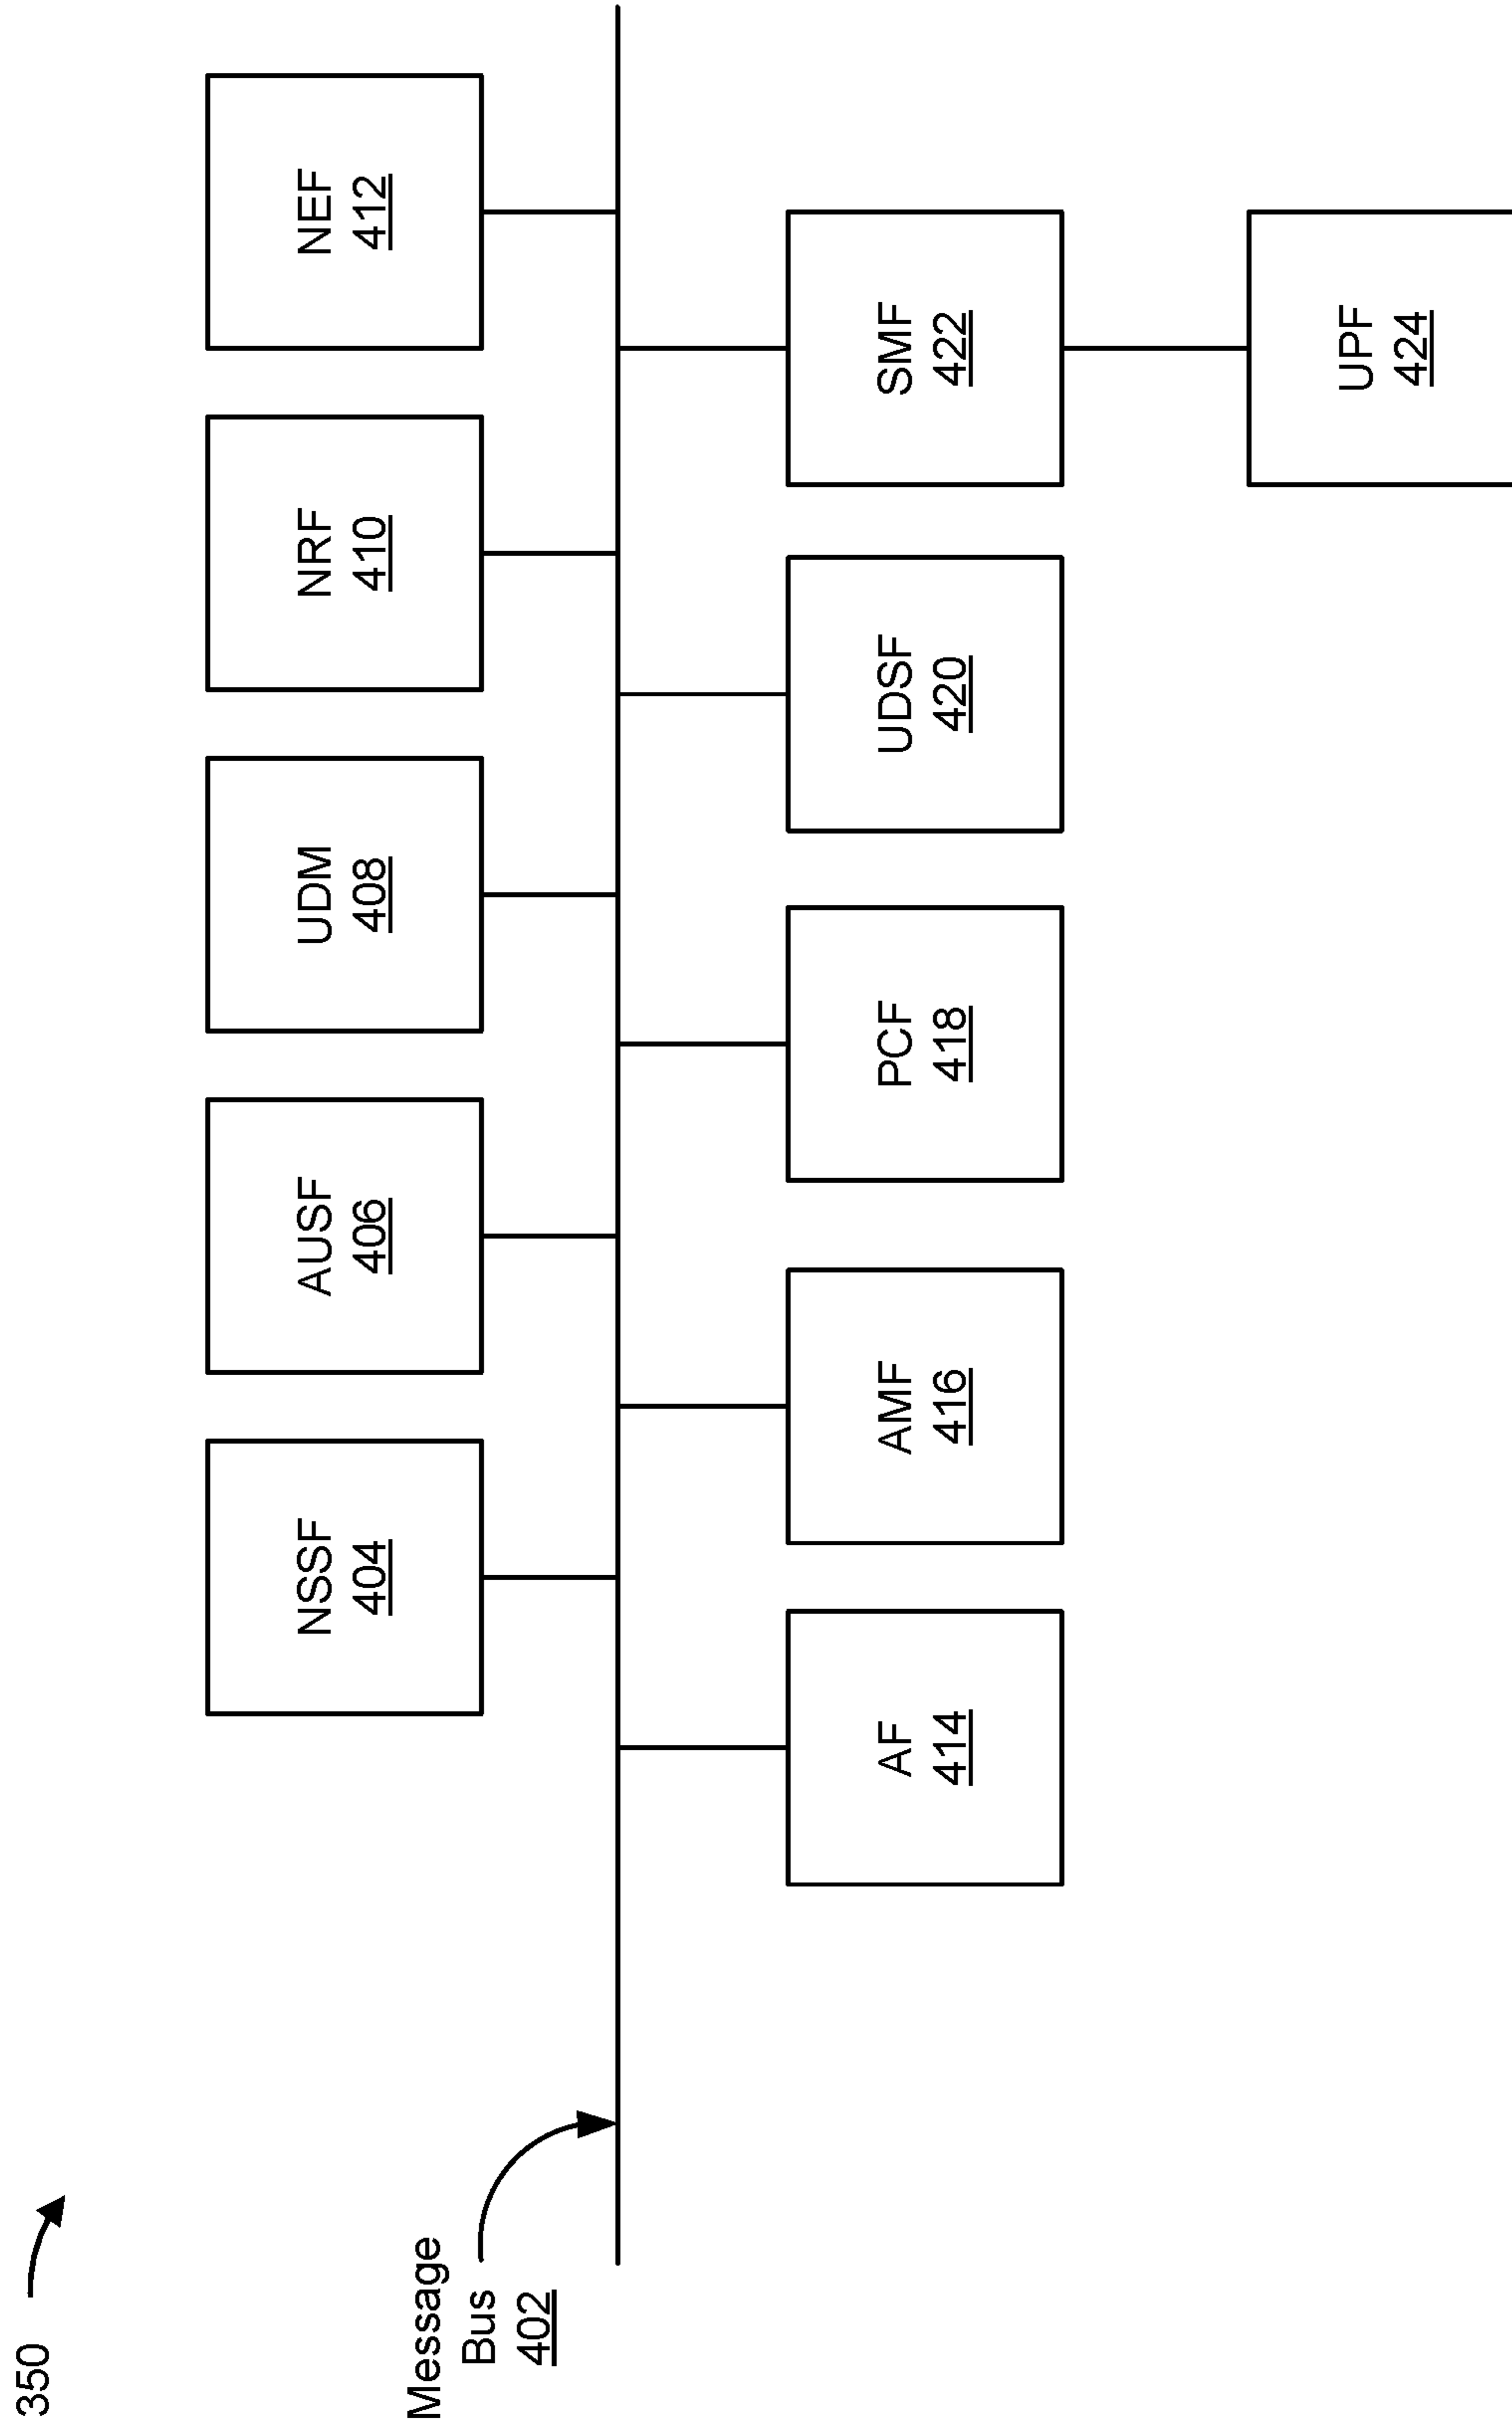 350
NSSF
404
AUSF
406
UDM
408
NRF
410
NEF
412
Message
Bus
402
AF
414
AMF
416
PCF
418
UDSF
420
SMF
422
UPF
424